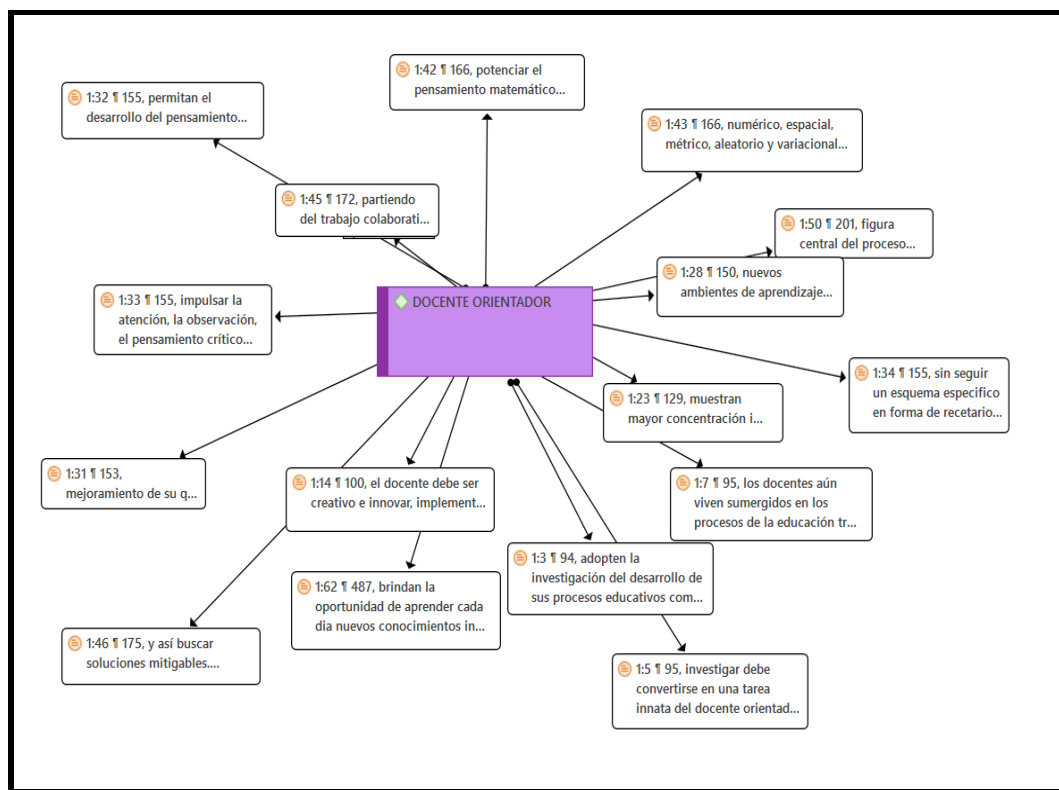 1:42 ¶ 166, potenciar el
pensamiento matemático...
1:32 ¶ 155, permitan el
desarrollo del pensamiento...
1:43 ¶ 166, numérico, espacial,
métrico, aleatorio y variacional...
1:45 ¶ 172, partiendo
del trabajo colaborati...
1:50 ¶ 201, figura
central del proceso...
1:28 ¶ 150, nuevos
ambientes de aprendizaje...
1:33 ¶ 155, impulsar la
atención, la observación,
el pensamiento crítico...
DOCENTE ORIENTADOR
1:34 ¶ 155, sin seguir
un esquema especifico
en forma de recetario...
1:23 ¶ 129, muestran
mayor concentración i...
1:31 ¶ 153,
mejoramiento de su q...
1:14 ¶ 100, el docente debe ser
creativo e innovar, implement...
1:7 ¶ 95, los docentes aún
viven sumergidos en los
procesos de la educación tr...
1:3 ¶ 94, adopten la
investigación del desarrollo de
sus procesos educativos com...
1:62 ¶ 487, brindan la
oportunidad de aprender cada
dia nuevos conocimientos in...
1:46 ¶ 175, y así buscar
soluciones mitigables....
1:5 ¶ 95, investigar debe
convertirse en una tarea
innata del docente orientad...